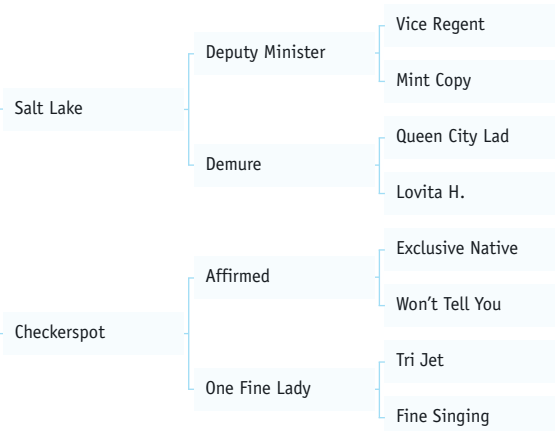 Vice Regent
Deputy Minister
Mint Copy
Salt Lake
Queen City Lad
Demure
Lovita H.
Exclusive Native
Affirmed
Won't Tell You
Checkerspot
Tri Jet
One Fine Lady
Fine Singing